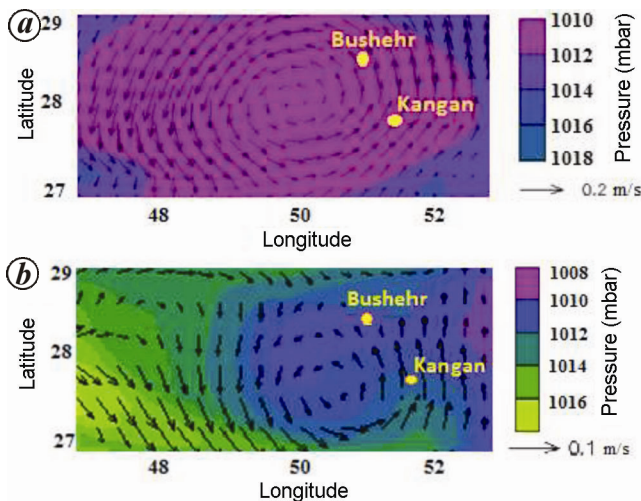 a
Bushehr
Kangan
Latitude
29
28
27
48 50 52
Longitude
1010
1012
1014
1016
1018
Pressure (mbar)
0.2 m/s
b
Bushehr
Kangan
Latitude
29
28
27
48 50 52
Longitude
1008
1010
1012
1014
1016
Pressure (mbar)
0.1 m/s